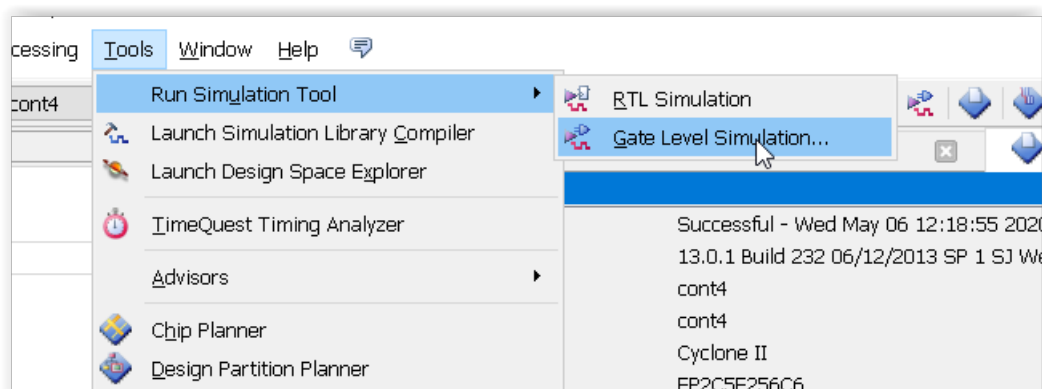 cessing Tools Window Help
cont4
Run Simulation Tool
RTL Simulation
Launch Simulation Library Compiler
Gate Level Simulation...
Launch Design Space Explorer
TimeQuest Timing Analyzer
Successful - Wed May 06 12:18:55 2020
13.0.1 Build 232 06/12/2013 SP 1 SJ We
Advisors
cont4
Chip Planner
cont4
Cyclone II
Design Partition Planner
EP2C5F256C6